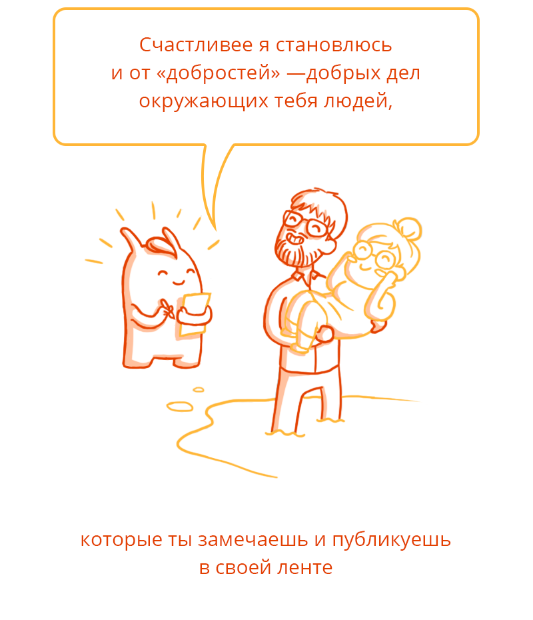 Счастливее я становлюсь
и от «добростей» —добрых дел
окружающих тебя людей,
которые ты замечаешь и публикуешь
в своей ленте